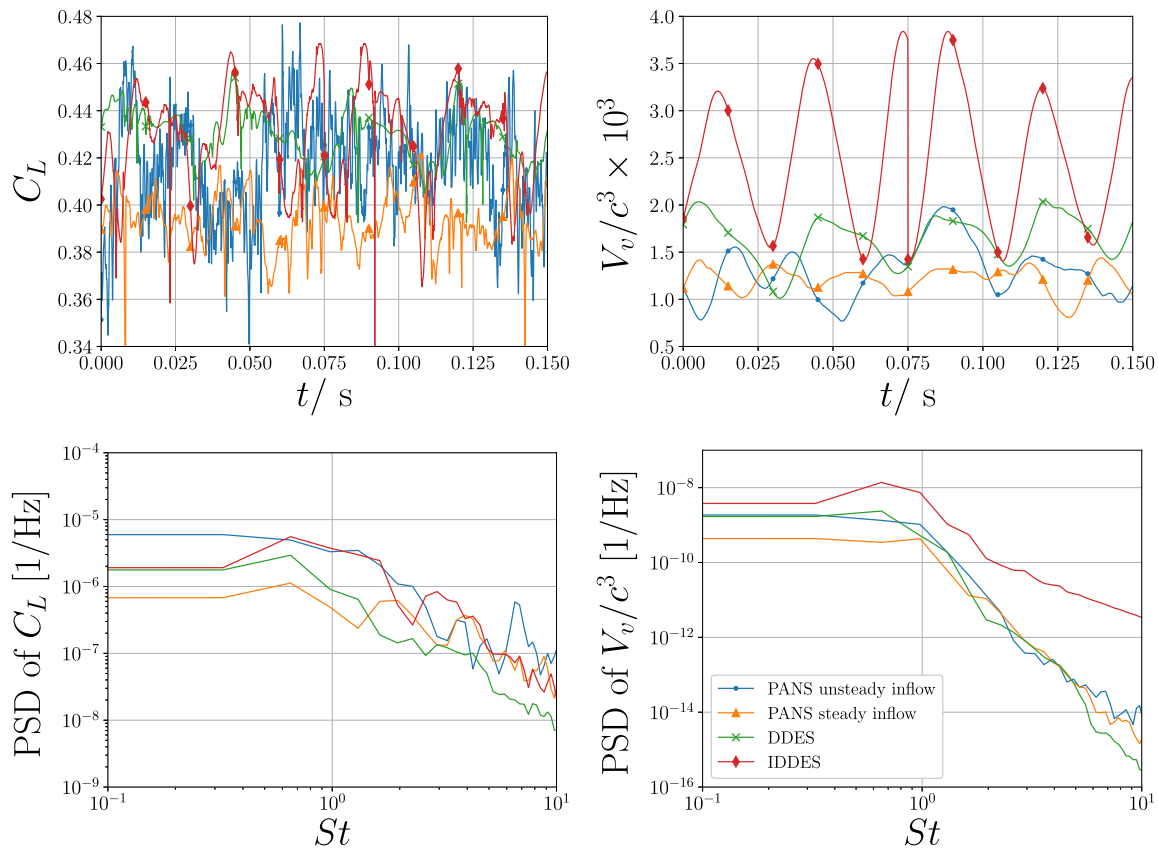 0.48
0.46
0.44
0.42
0.40
0.38
0.36
0.34
C_L
0.000 0.025 0.050 0.075 0.100 0.125 0.150
t/ s
4.0
3.5
3.0
2.5
2.0
1.5
1.0
0.5
V_v/c^3 × 10^3
0.000 0.025 0.050 0.075 0.100 0.125 0.150
t/ s
10^-4
10^-5
10^-6
10^-7
10^-8
10^-9
PSD of C_L [1/Hz]
10^-1 10^0 10^1
St
10^-8
10^-10
10^-12
10^-14
10^-16
PSD of V_v/c^3 [1/Hz]
PANS unsteady inflow
PANS steady inflow
DDES
IDDES
10^-1 10^0 10^1
St